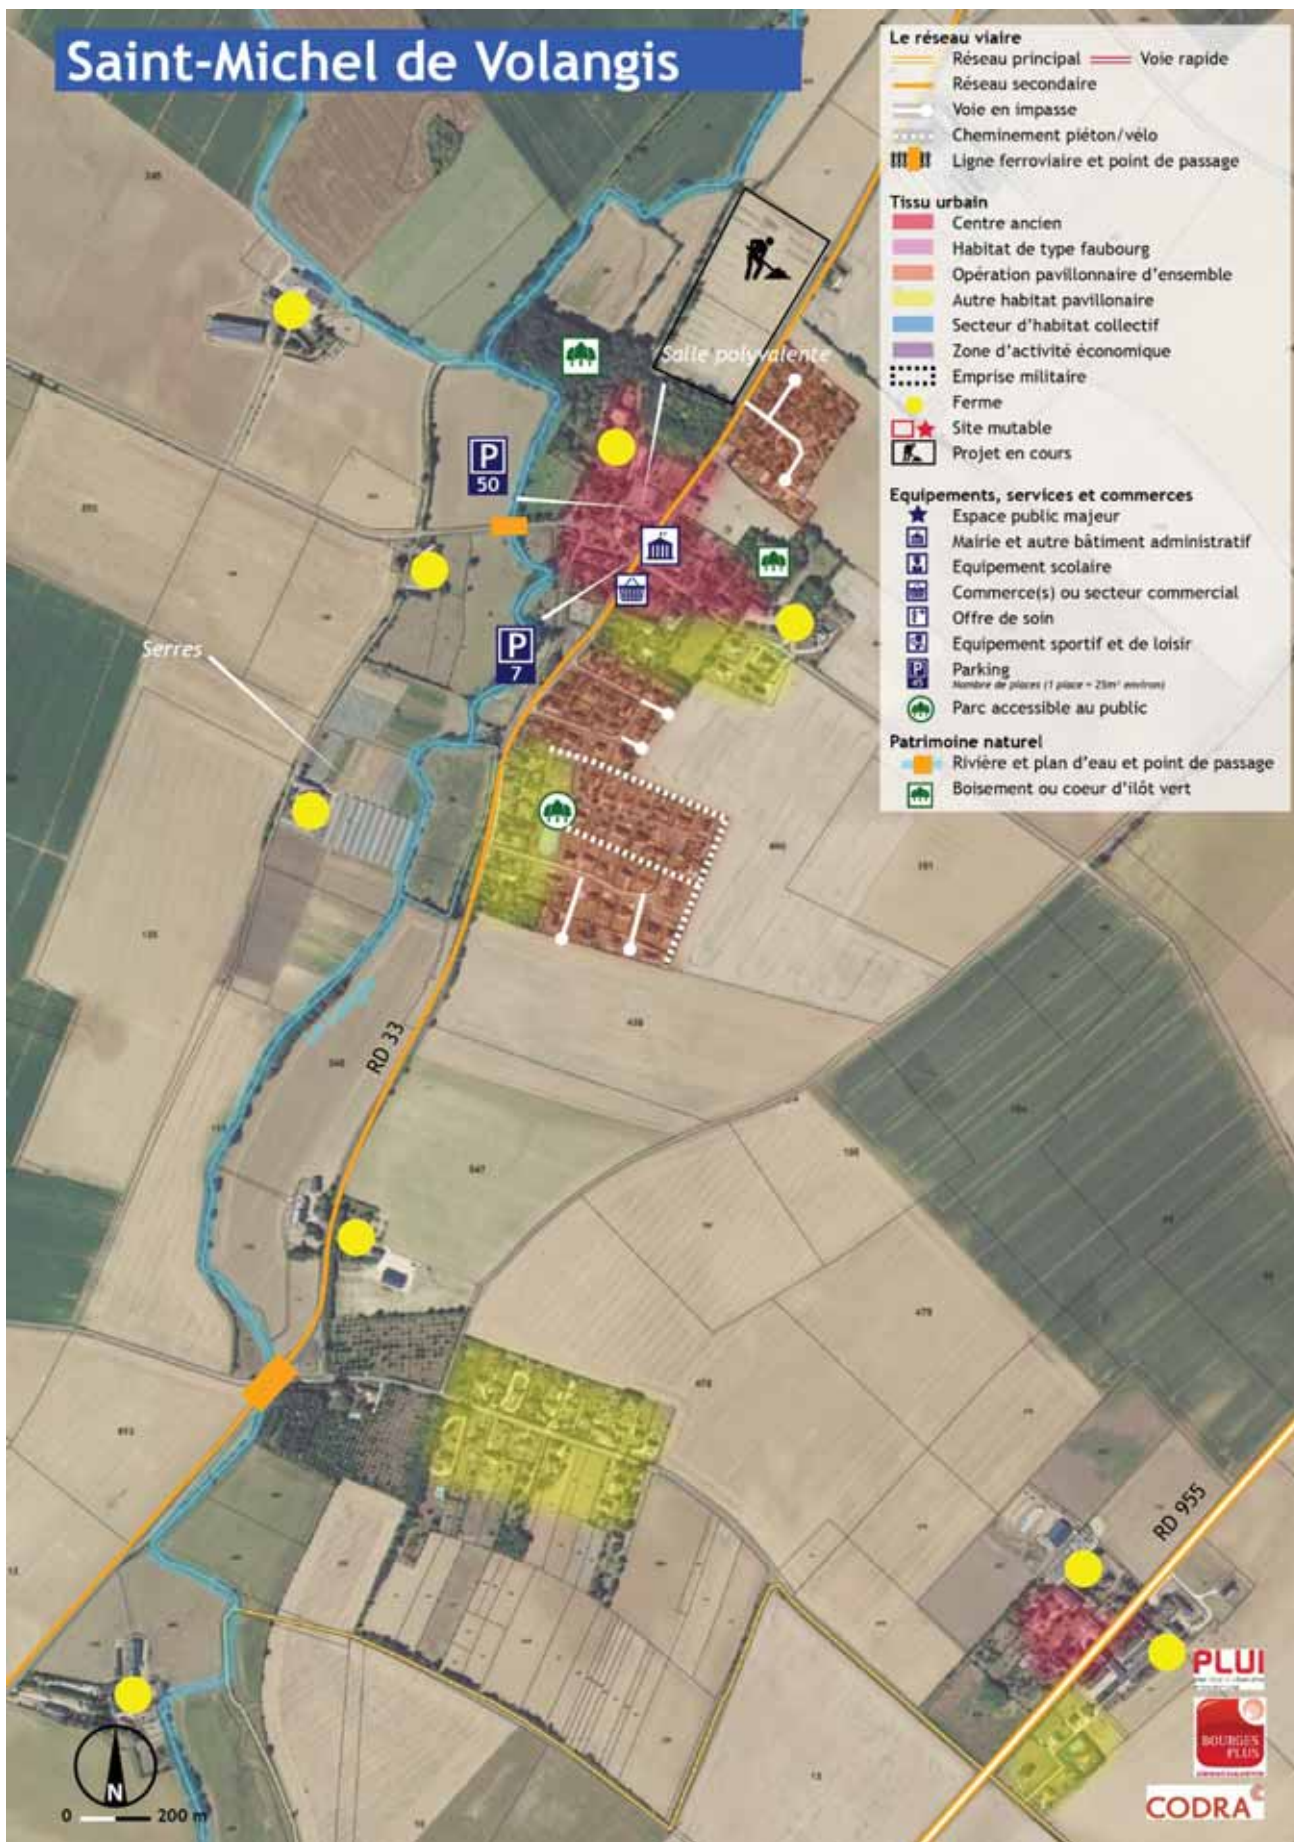 Saint-Michel de Volangis
Le réseau viaire
Réseau principal
Voie rapide
Réseau secondaire
Voie en impasse
Cheminement piéton/vélo
Ligne ferroviaire et point de passage
Tissu urbain
Centre ancien
Habitat de type faubourg
Opération pavillonnaire d'ensemble
Autre habitat pavillonaire
Secteur d'habitat collectif
Zone d'activité économique
Emprise militaire
Ferme
Site mutable
Projet en cours
Equipements, services et commerces
Espace public majeur
Mairie et autre bâtiment administratif
Equipement scolaire
Commerce(s) ou secteur commercial
Offre de soin
Equipement sportif et de loisir
P
45
Parking
Nombre de places (1 place = 25m² environ)
Parc accessible au public
Patrimoine naturel
Rivière et plan d'eau et point de passage
Boisement ou coeur d'ilôt vert
Salle polyvalente
P
50
P
7
Serres
RD 33
RD 955
PLUI
BOURGES
PLUS
CODRA
N
0
200 m